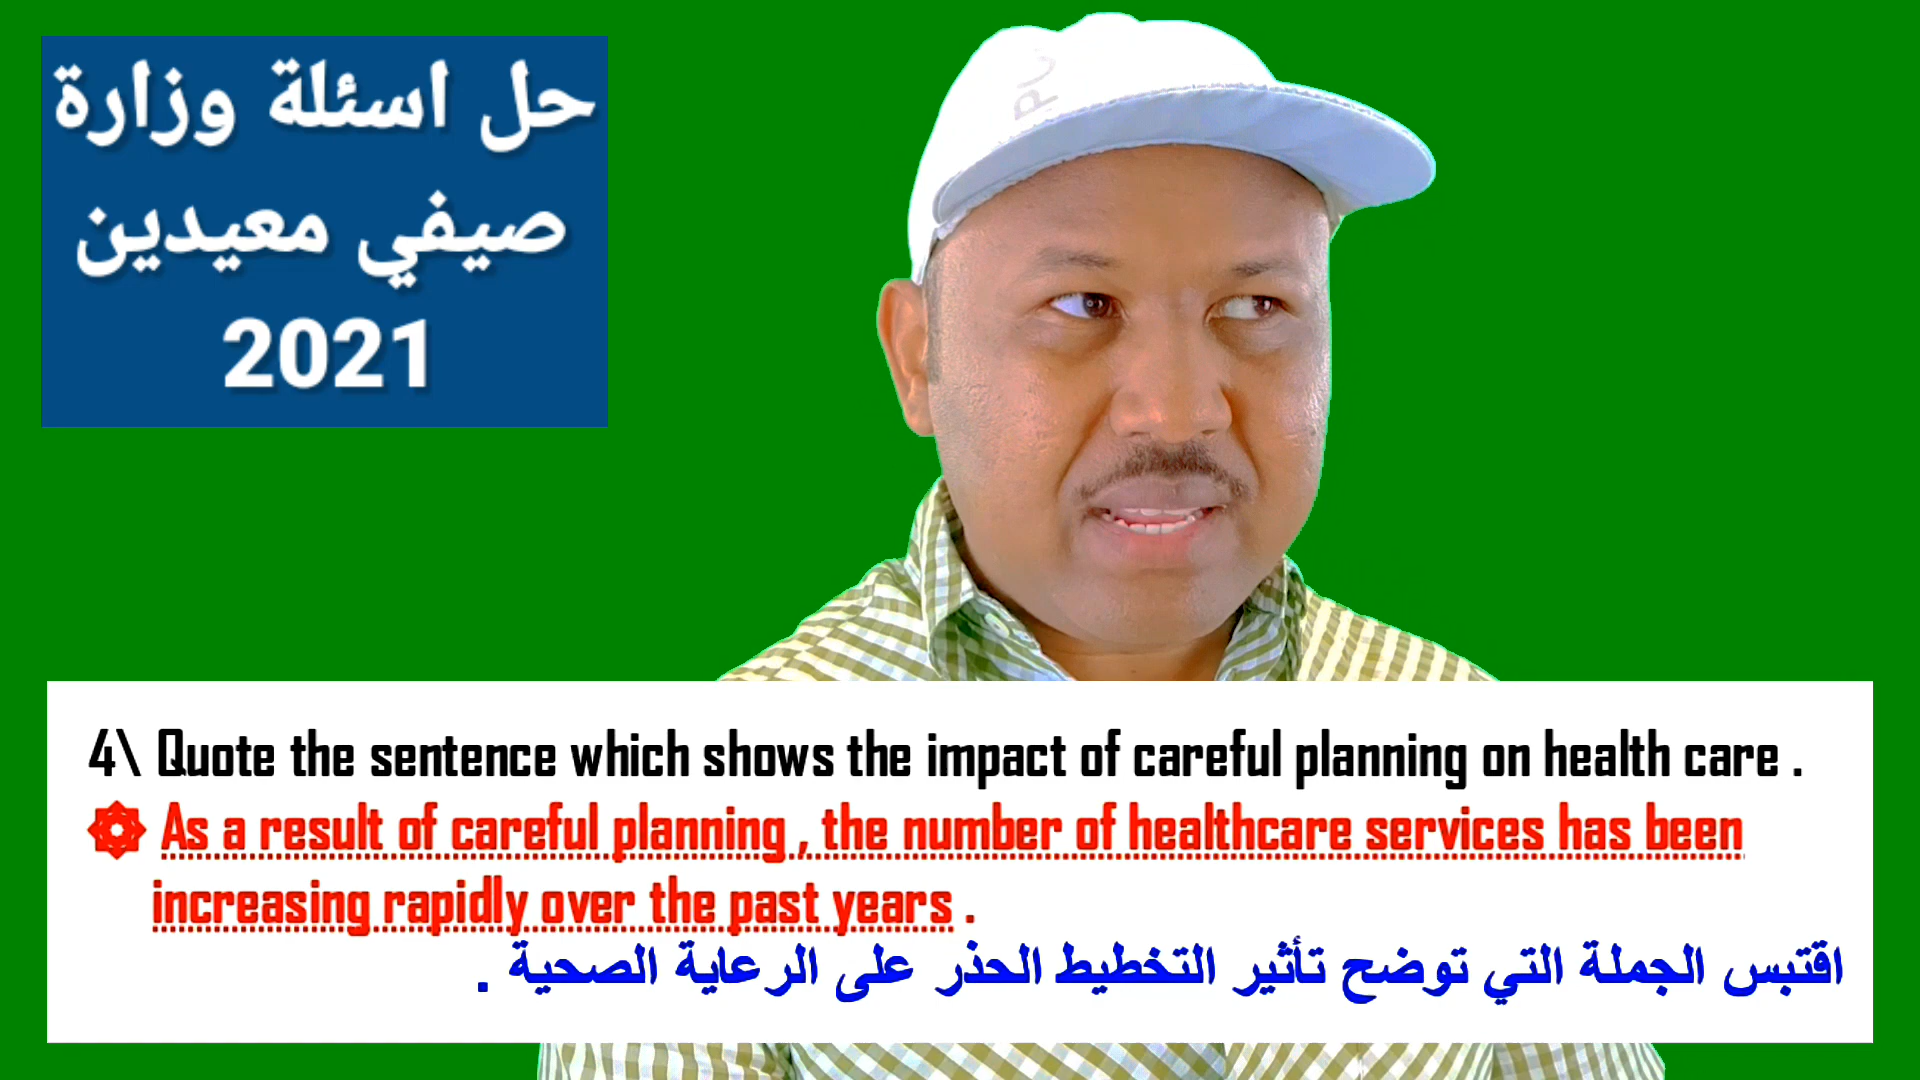 حل اسئلة وزارة
صيفي معيدين
2021
4\ Quote the sentence which shows the impact of careful planning on health care .
As a result of careful planning , the number of healthcare services has been
increasing rapidly over the past years .
اقتبس الجملة التي توضح تأثير التخطيط الحذر على الرعاية الصحية .